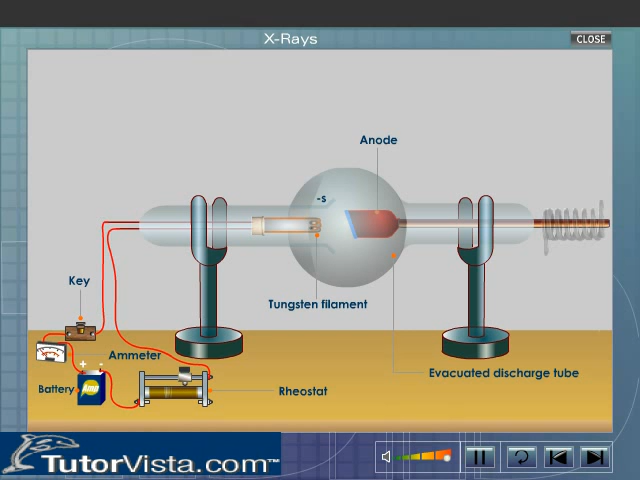 X-Rays
CLOSE
Anode
-s
Key
Tungsten filament
Ammeter
+ -
Battery
Amp
Rheostat
Evacuated discharge tube
TutorVista.com™